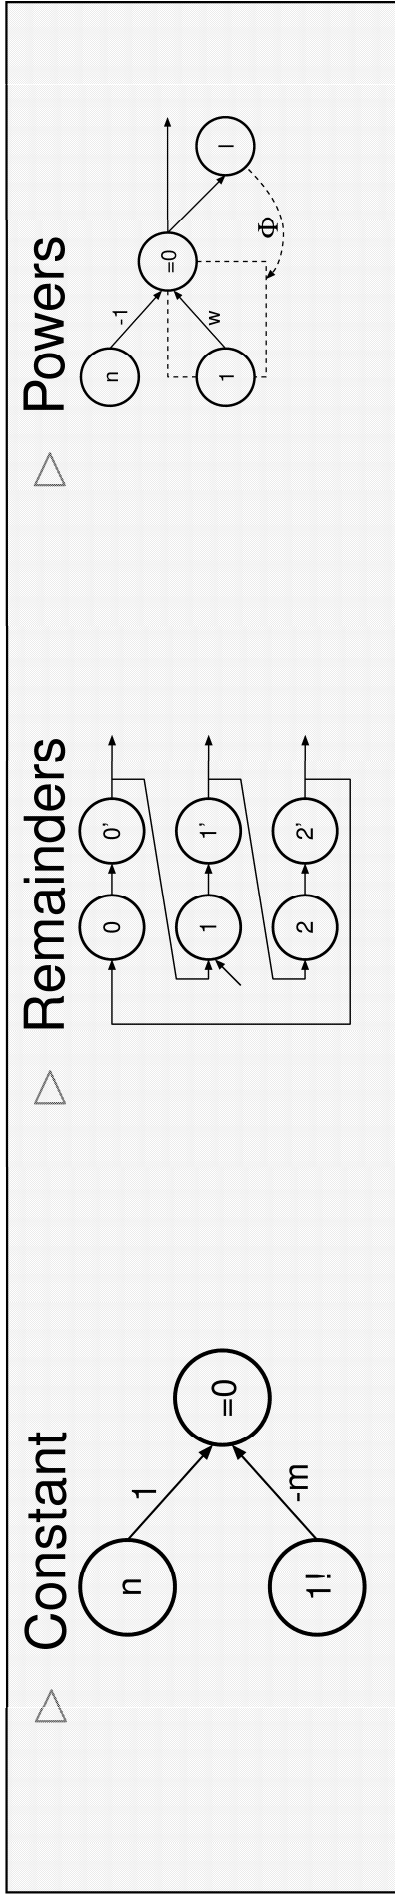 Constant
n
1
=0
1!
-m
Remainders
0
0'
1
1'
2
2'
Powers
n
-1
=0
1
w
I
Φ